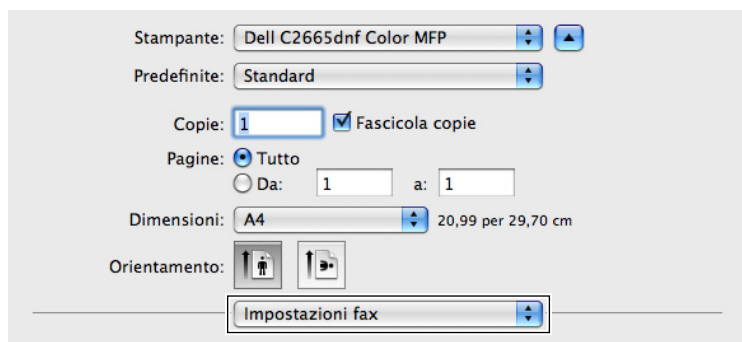 Stampante: Dell C2665dnf Color MFP
Predefinite: Standard
Copie: 1 Fascicola copie
Pagine: Tutto
Da: 1 a: 1
Dimensioni: A4 20,99 per 29,70 cm
Orientamento:
Impostazioni fax